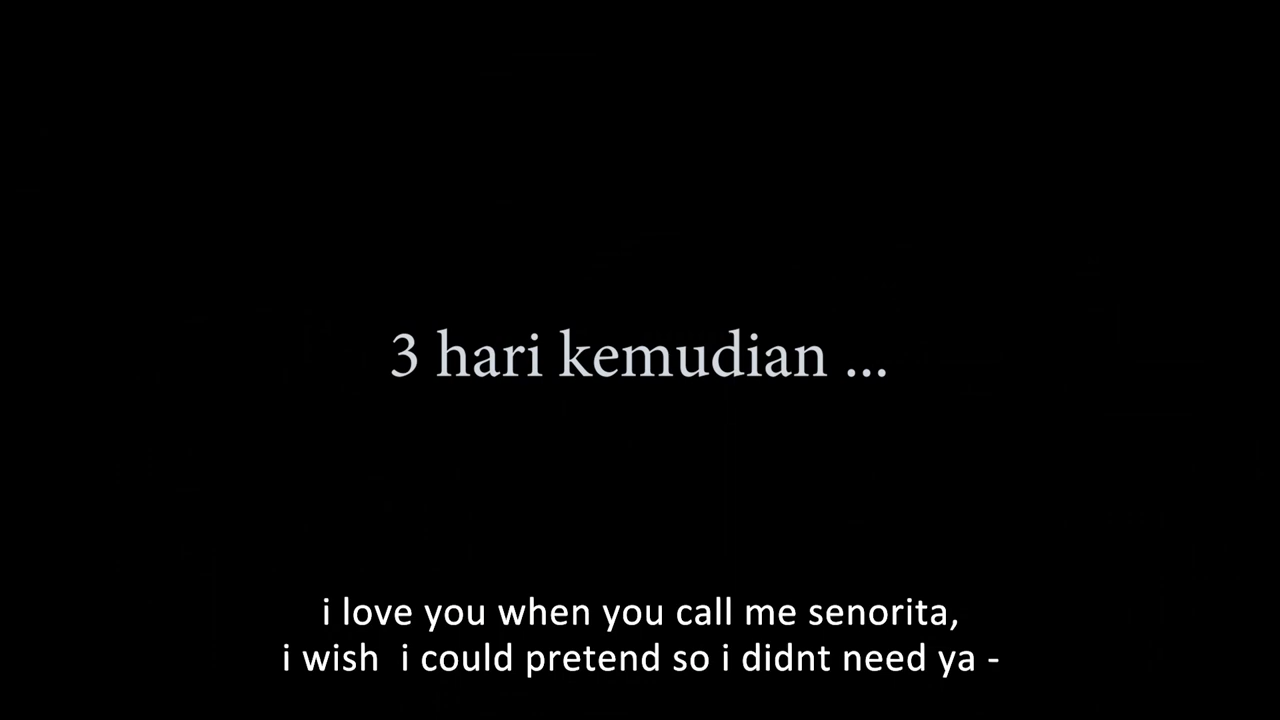 3 hari kemudian ...
i love you when you call me senorita,
i wish  i could pretend so i didnt need ya -